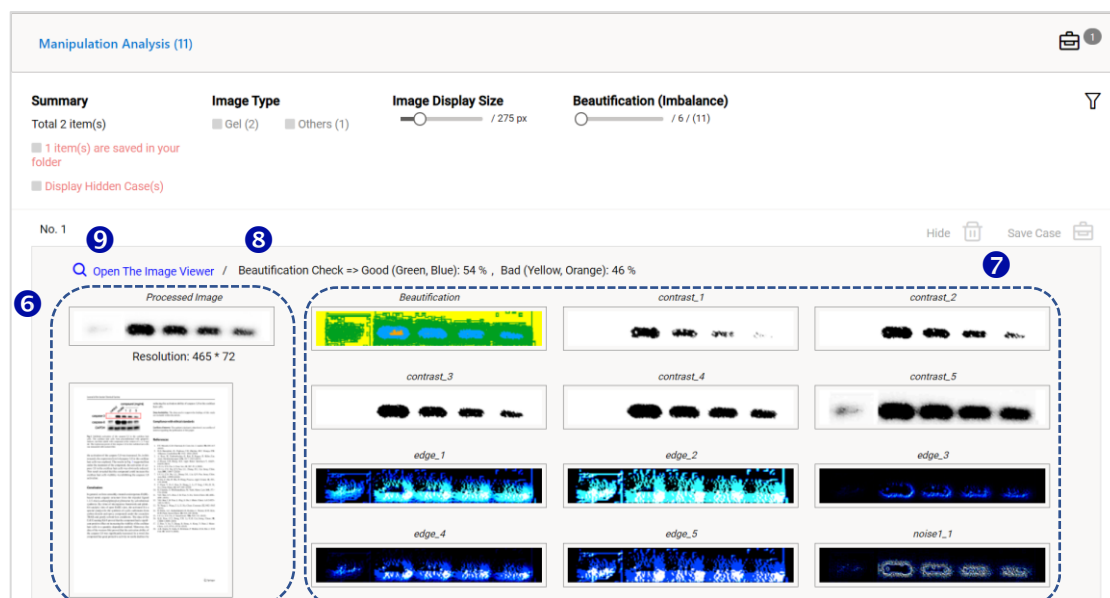 Manipulation Analysis (11)
1
Summary
Image Type
Image Display Size
Beautification (Imbalance)
Total 2 item(s)
Gel (2)
Others (1)
/ 275 px
/ 6 / (11)
1 item(s) are saved in your
folder
Display Hidden Case(s)
No. 1
Hide
Save Case
9
8
7
Open The Image Viewer / Beautification Check => Good (Green, Blue): 54 % , Bad (Yellow, Orange): 46 %
6
Processed Image
Beautification
contrast_1
contrast_2
Resolution: 465 * 72
contrast_3
contrast_4
contrast_5
edge_1
edge_2
edge_3
Conclusion
References
edge_4
edge_5
noise1_1